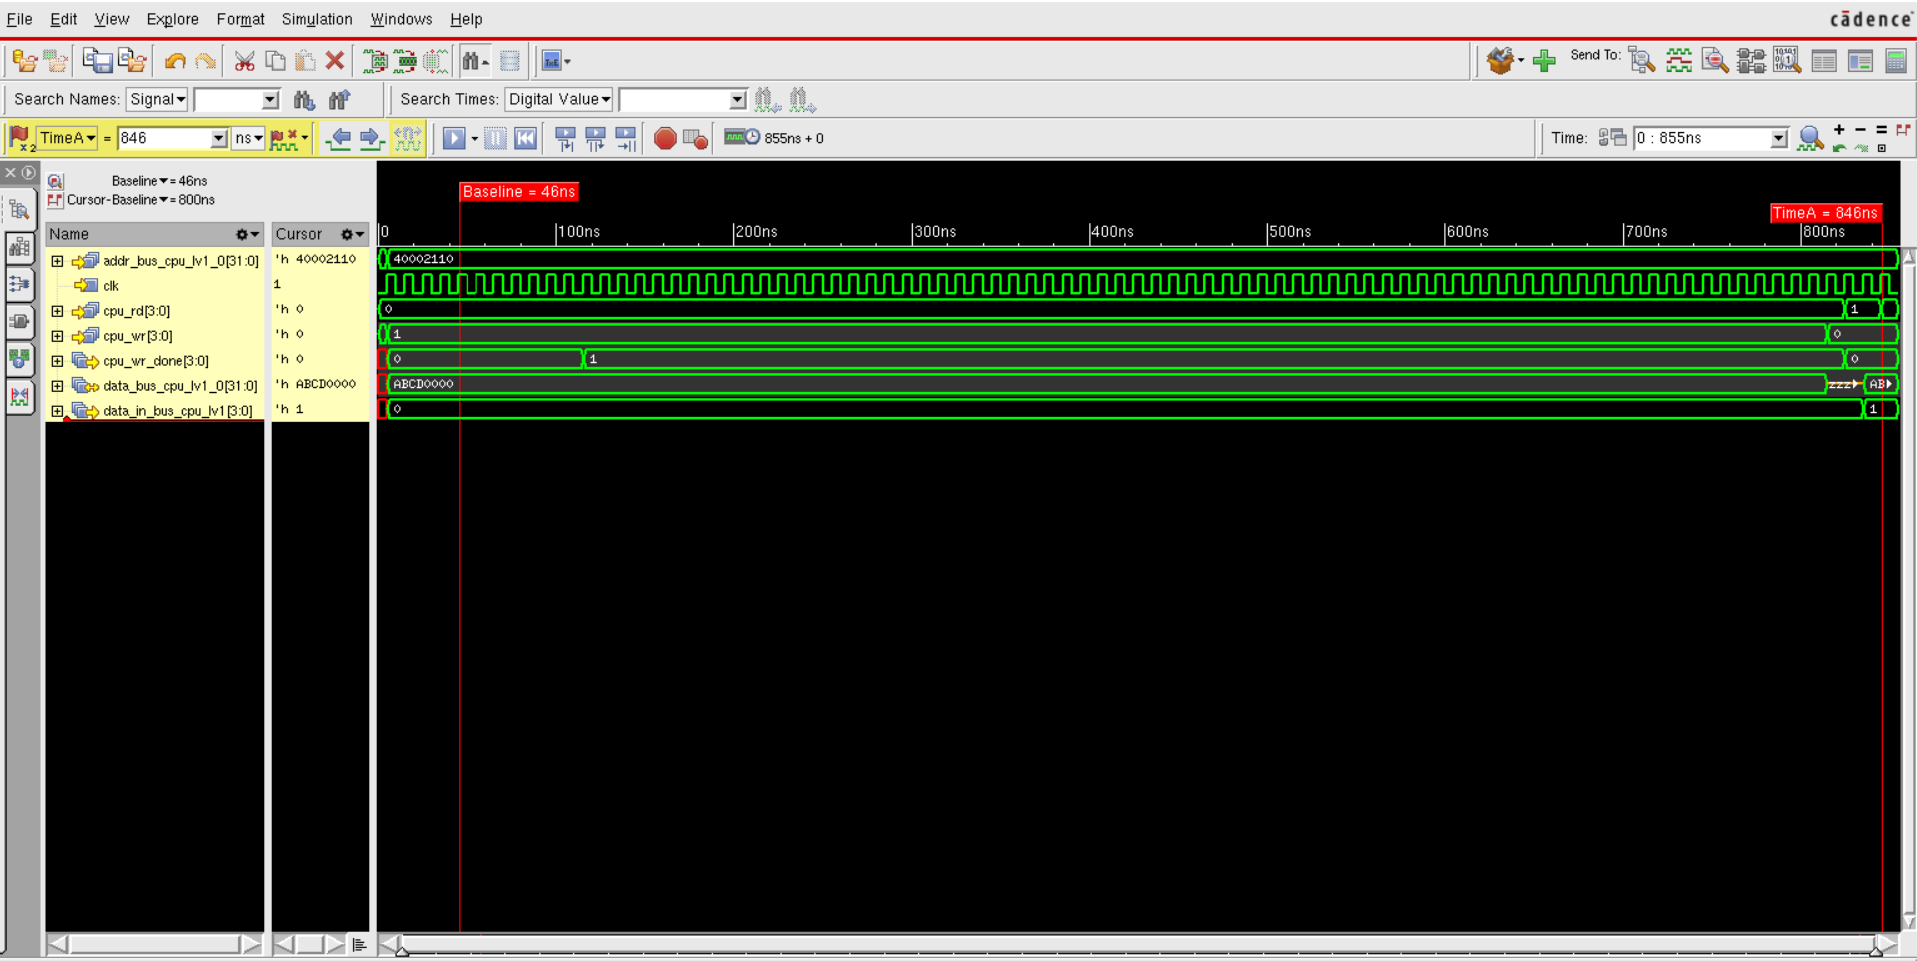 File Edit View Explore Format Simulation Windows Help cādence
Send To:
Search Names: Signal Search Times: Digital Value
TimeA = 846 ns 855ns + 0 Time: 0 : 855ns
Baseline = 46ns
Cursor-Baseline = 800ns
Baseline = 46ns
TimeA = 846ns
Name Cursor 0 100ns 200ns 300ns 400ns 500ns 600ns 700ns 800ns
addr_bus_cpu_lv1_0[31:0] 'h 40002110 40002110
clk 1
cpu_rd[3:0] 'h 0 0 1
cpu_wr[3:0] 'h 0 1 0
cpu_wr_done[3:0] 'h 0 0 1 0
data_bus_cpu_lv1_0[31:0] 'h ABCD0000 ABCD0000 zzz AB
data_in_bus_cpu_lv1[3:0] 'h 1 0 1